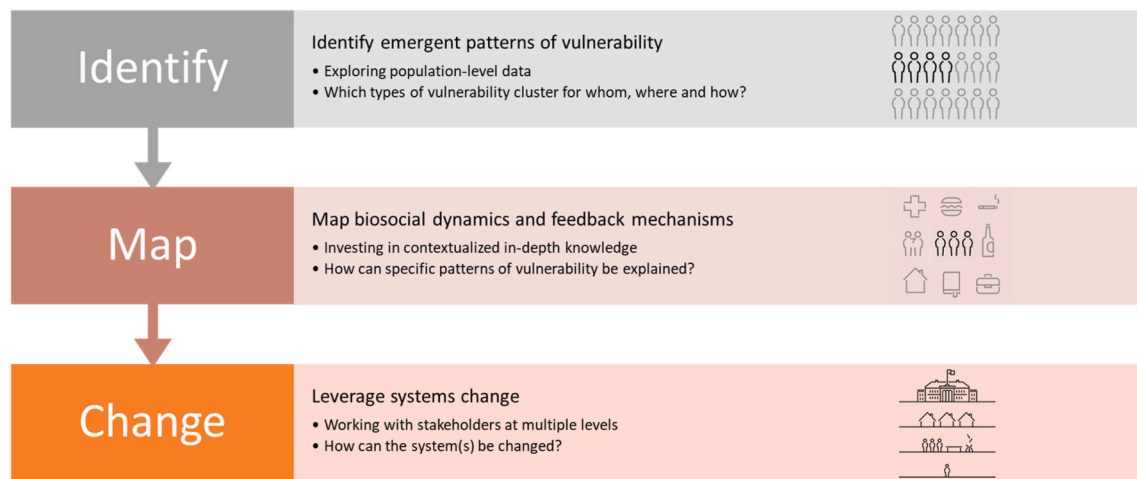 Identify
Identify emergent patterns of vulnerability
• Exploring population-level data
• Which types of vulnerability cluster for whom, where and how?
Map
Map biosocial dynamics and feedback mechanisms
• Investing in contextualized in-depth knowledge
• How can specific patterns of vulnerability be explained?
Change
Leverage systems change
• Working with stakeholders at multiple levels
• How can the system(s) be changed?